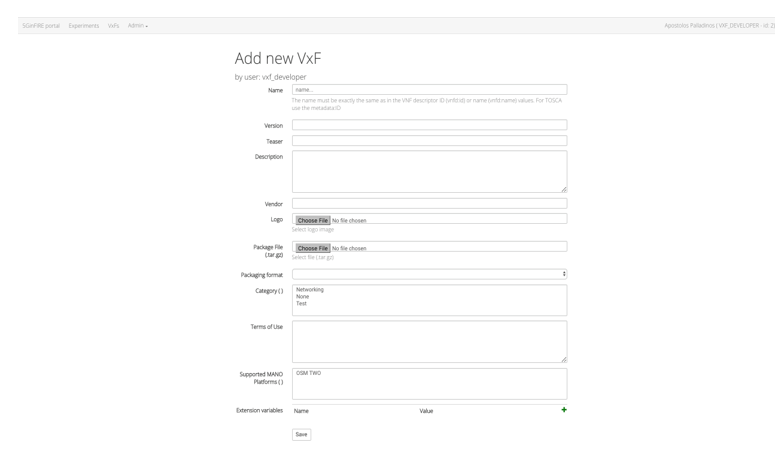 5GinFIRE portal Experiments VxFs Admin Apostolos Palladinos ( VXF_DEVELOPER - id: 2)
Add new VxF
by user: vxf_developer
Name name...
The name must be exactly the same as in the VNF descriptor ID (vnfd:id) or name (vnfd:name) values. For TOSCA
use the metadata.ID
Version
Teaser
Description
Vendor
Logo Choose File No file chosen
Select logo image
Package File
(.tar.gz)
Choose File No file chosen
Select file (.tar.gz)
Packaging format
Category ( )
Networking
None
Test
Terms of Use
Supported MANO
Platforms ( )
OSM TWO
Extension variables Name Value
Save